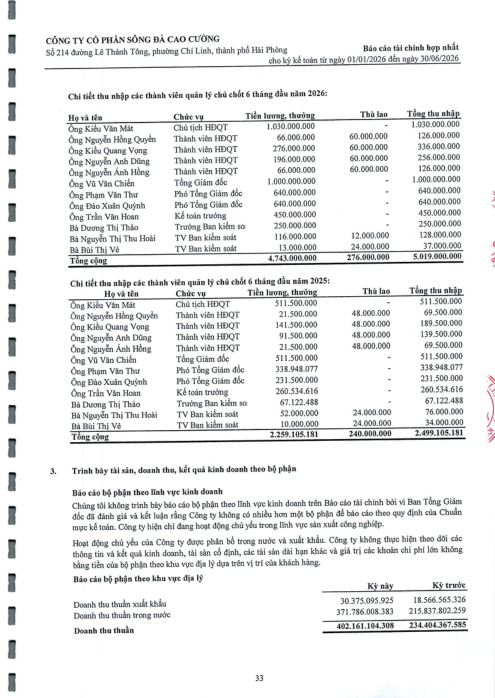 CÔNG TY CỔ PHẦN SÔNG ĐÀ CAO CƯỜNG
Số 214 đường Lê Thánh Tông, phường Chí Linh, thành phố Hải Phòng
Báo cáo tài chính hợp nhất
cho kỳ kế toán từ ngày 01/01/2026 đến ngày 30/06/2026
Chi tiết thu nhập các thành viên quản lý chủ chốt 6 tháng đầu năm 2026:
Họ và tên Chức vụ Tiền lương, thưởng Thù lao Tổng thu nhập
Ông Kiều Văn Mát Chủ tịch HĐQT 1.030.000.000 - 1.030.000.000
Ông Nguyễn Hồng Quyền Thành viên HĐQT 66.000.000 60.000.000 126.000.000
Ông Kiều Quang Vọng Thành viên HĐQT 276.000.000 60.000.000 336.000.000
Ông Nguyễn Anh Dũng Thành viên HĐQT 196.000.000 60.000.000 256.000.000
Ông Nguyễn Ánh Hồng Thành viên HĐQT 66.000.000 60.000.000 126.000.000
Ông Vũ Văn Chiến Tổng Giám đốc 1.000.000.000 - 1.000.000.000
Ông Phạm Văn Thư Phó Tổng Giám đốc 640.000.000 - 640.000.000
Ông Đào Xuân Quỳnh Phó Tổng Giám đốc 640.000.000 - 640.000.000
Ông Trần Văn Hoan Kế toán trưởng 450.000.000 - 450.000.000
Bà Dương Thị Thảo Trưởng Ban kiểm so 250.000.000 - 250.000.000
Bà Nguyễn Thị Thu Hoài TV Ban kiểm soát 116.000.000 12.000.000 128.000.000
Bà Bùi Thị Vẻ TV Ban kiểm soát 13.000.000 24.000.000 37.000.000
Tổng cộng 4.743.000.000 276.000.000 5.019.000.000
Chi tiết thu nhập các thành viên quản lý chủ chốt 6 tháng đầu năm 2025:
Họ và tên Chức vụ Tiền lương, thưởng Thù lao Tổng thu nhập
Ông Kiều Văn Mát Chủ tịch HĐQT 511.500.000 - 511.500.000
Ông Nguyễn Hồng Quyền Thành viên HĐQT 21.500.000 48.000.000 69.500.000
Ông Kiều Quang Vọng Thành viên HĐQT 141.500.000 48.000.000 189.500.000
Ông Nguyễn Anh Dũng Thành viên HĐQT 91.500.000 48.000.000 139.500.000
Ông Nguyễn Ánh Hồng Thành viên HĐQT 21.500.000 48.000.000 69.500.000
Ông Vũ Văn Chiến Tổng Giám đốc 511.500.000 - 511.500.000
Ông Phạm Văn Thư Phó Tổng Giám đốc 338.948.077 - 338.948.077
Ông Đào Xuân Quỳnh Phó Tổng Giám đốc 231.500.000 - 231.500.000
Ông Trần Văn Hoan Kế toán trưởng 260.534.616 - 260.534.616
Bà Dương Thị Thảo Trưởng Ban kiểm so 67.122.488 - 67.122.488
Bà Nguyễn Thị Thu Hoài TV Ban kiểm soát 52.000.000 24.000.000 76.000.000
Bà Bùi Thị Vẻ TV Ban kiểm soát 10.000.000 24.000.000 34.000.000
Tổng cộng 2.259.105.181 240.000.000 2.499.105.181
3. Trình bày tài sản, doanh thu, kết quả kinh doanh theo bộ phận
Báo cáo bộ phận theo lĩnh vực kinh doanh
Chúng tôi không trình bày báo cáo bộ phận theo lĩnh vực kinh doanh trên Báo cáo tài chính bởi vì Ban Tổng Giám
đốc đã đánh giá và kết luận rằng Công ty không có nhiều hơn một bộ phận để báo cáo theo quy định của Chuẩn
mực kế toán. Công ty hiện chỉ đang hoạt động chủ yếu trong lĩnh vực sản xuất công nghiệp.
Hoạt động chủ yếu của Công ty được phân bổ trong nước và xuất khẩu. Công ty không thực hiện theo dõi các
thông tin và kết quả kinh doanh, tài sản cố định, các tài sản dài hạn khác và giá trị các khoản chi phí lớn không
bằng tiền của bộ phận theo khu vực địa lý dựa trên vị trí của khách hàng.
Báo cáo bộ phận theo khu vực địa lý
Kỳ này Kỳ trước
Doanh thu thuần xuất khẩu 30.375.095.925 18.566.565.326
Doanh thu thuần trong nước 371.786.008.383 215.837.802.259
Doanh thu thuần 402.161.104.308 234.404.367.585
33